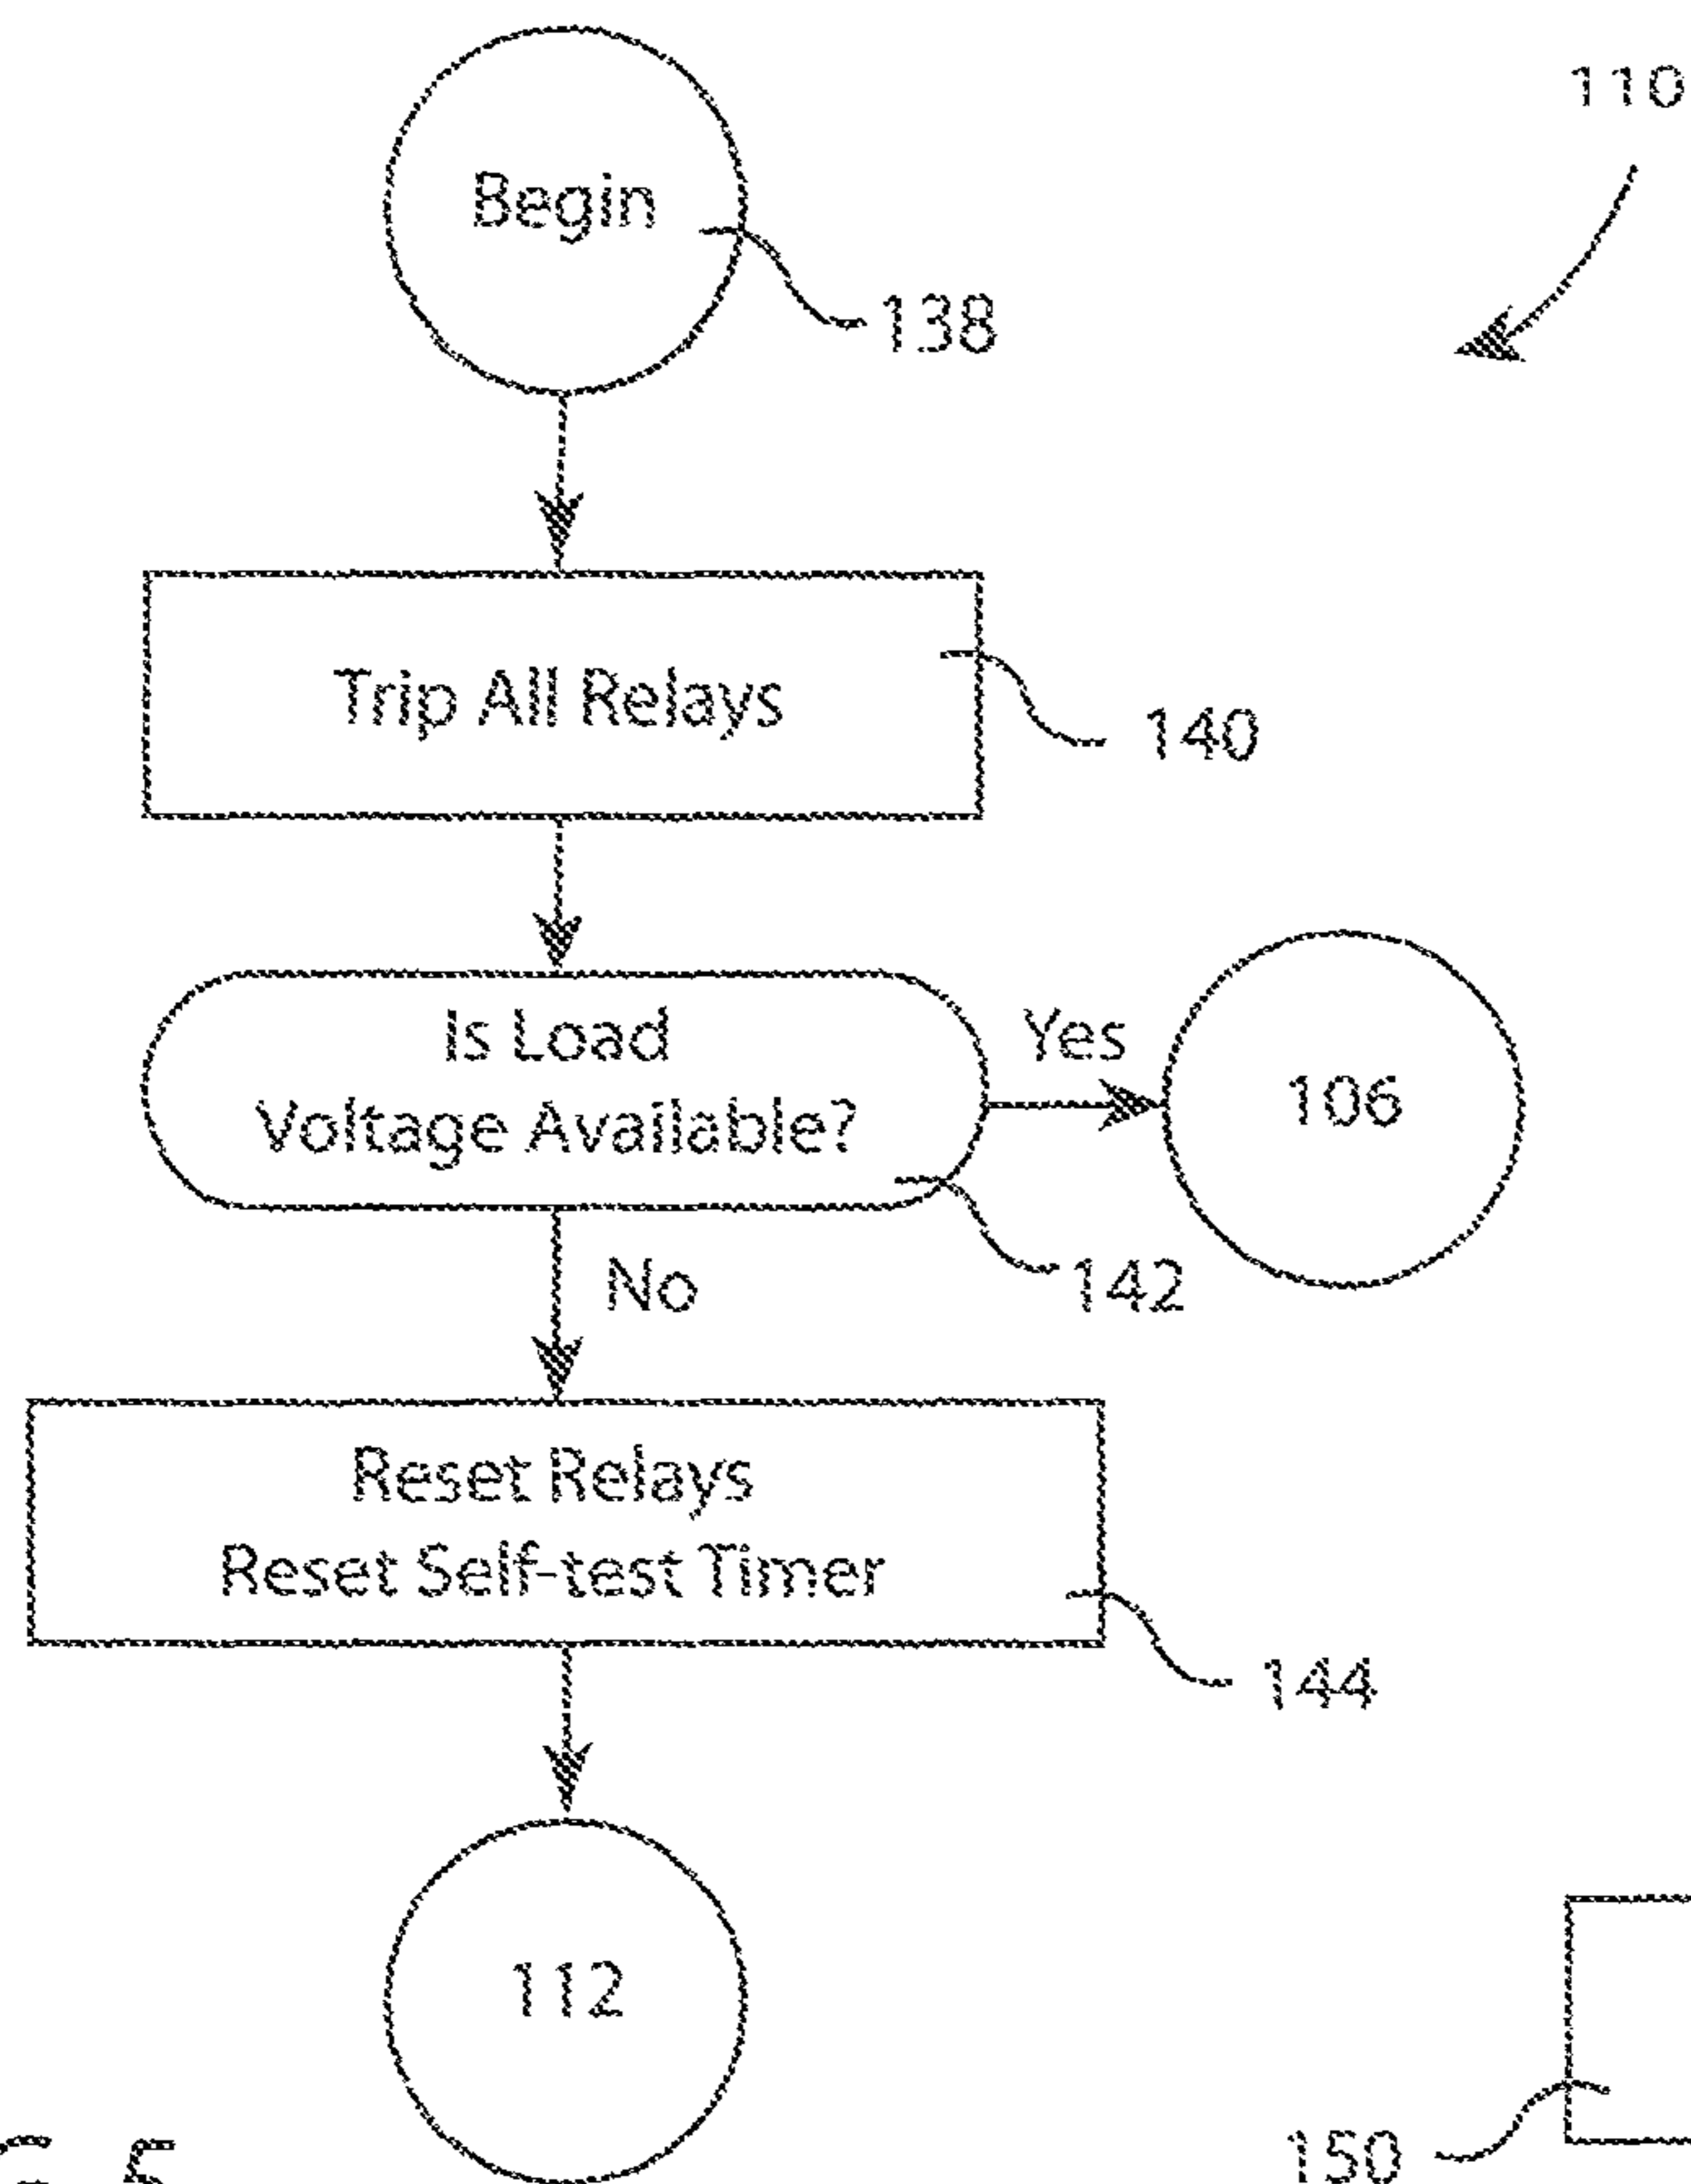 110
Begin
138
Trip All Relays
140
Is Load
Voltage Available?
Yes
106
No
142
Reset Relays
Reset Self-test Timer
144
112
150
5